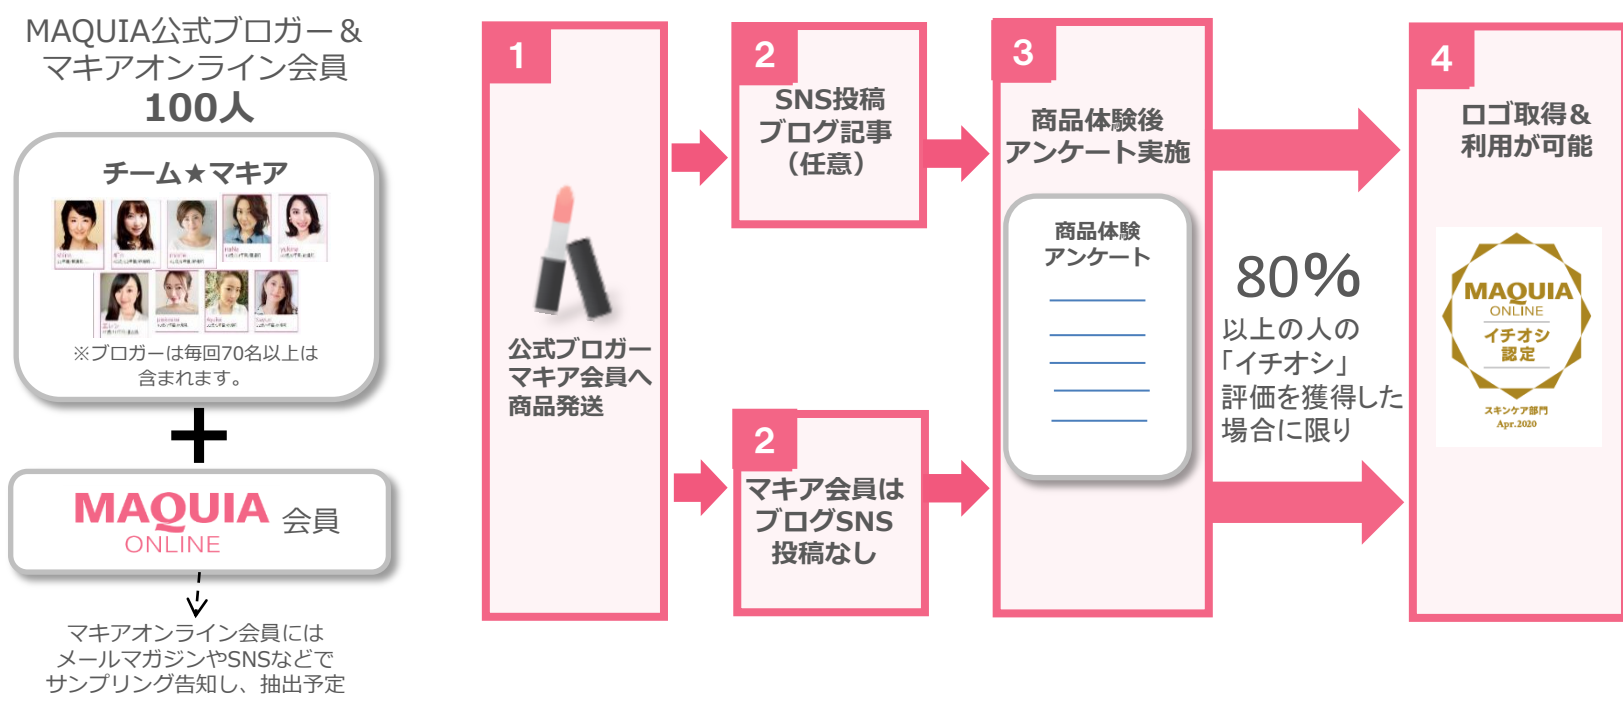 MAQUIA公式ブロガー＆
マキアオンライン会員
100人
チーム★マキア
※ブロガーは毎回70名以上は
含まれます。
MAQUIA
ONLINE
会員
マキアオンライン会員には
メールマガジンやSNSなどで
サンプリング告知し、抽出予定
1
公式ブロガー
マキア会員へ
商品発送
2
SNS投稿
ブログ記事
（任意）
2
マキア会員は
ブログSNS
投稿なし
3
商品体験後
アンケート実施
商品体験
アンケート
80%
以上の人の
「イチオシ」
評価を獲得した
場合に限り
4
ロゴ取得＆
利用が可能
MAQUIA
ONLINE
イチオシ
認定
スキンケア部門
Apr.2020